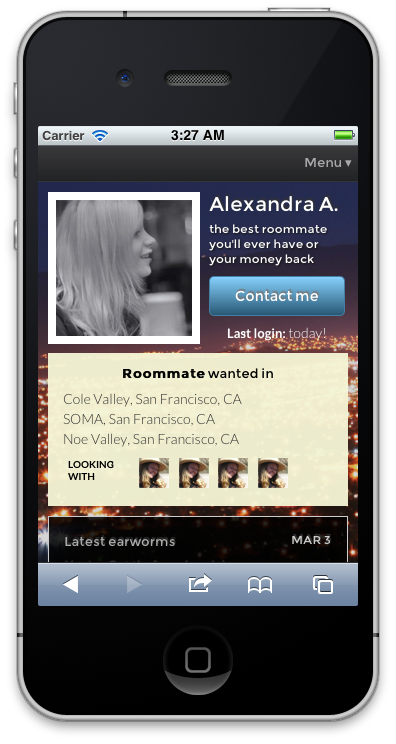 Carrier 3:27 AM
Menu ▾
Alexandra A.
the best roommate
you'll ever have or
your money back
Contact me
Last login: today!
Roommate wanted in
Cole Valley, San Francisco, CA
SOMA, San Francisco, CA
Noe Valley, San Francisco, CA
LOOKING
WITH
Latest earworms MAR 3